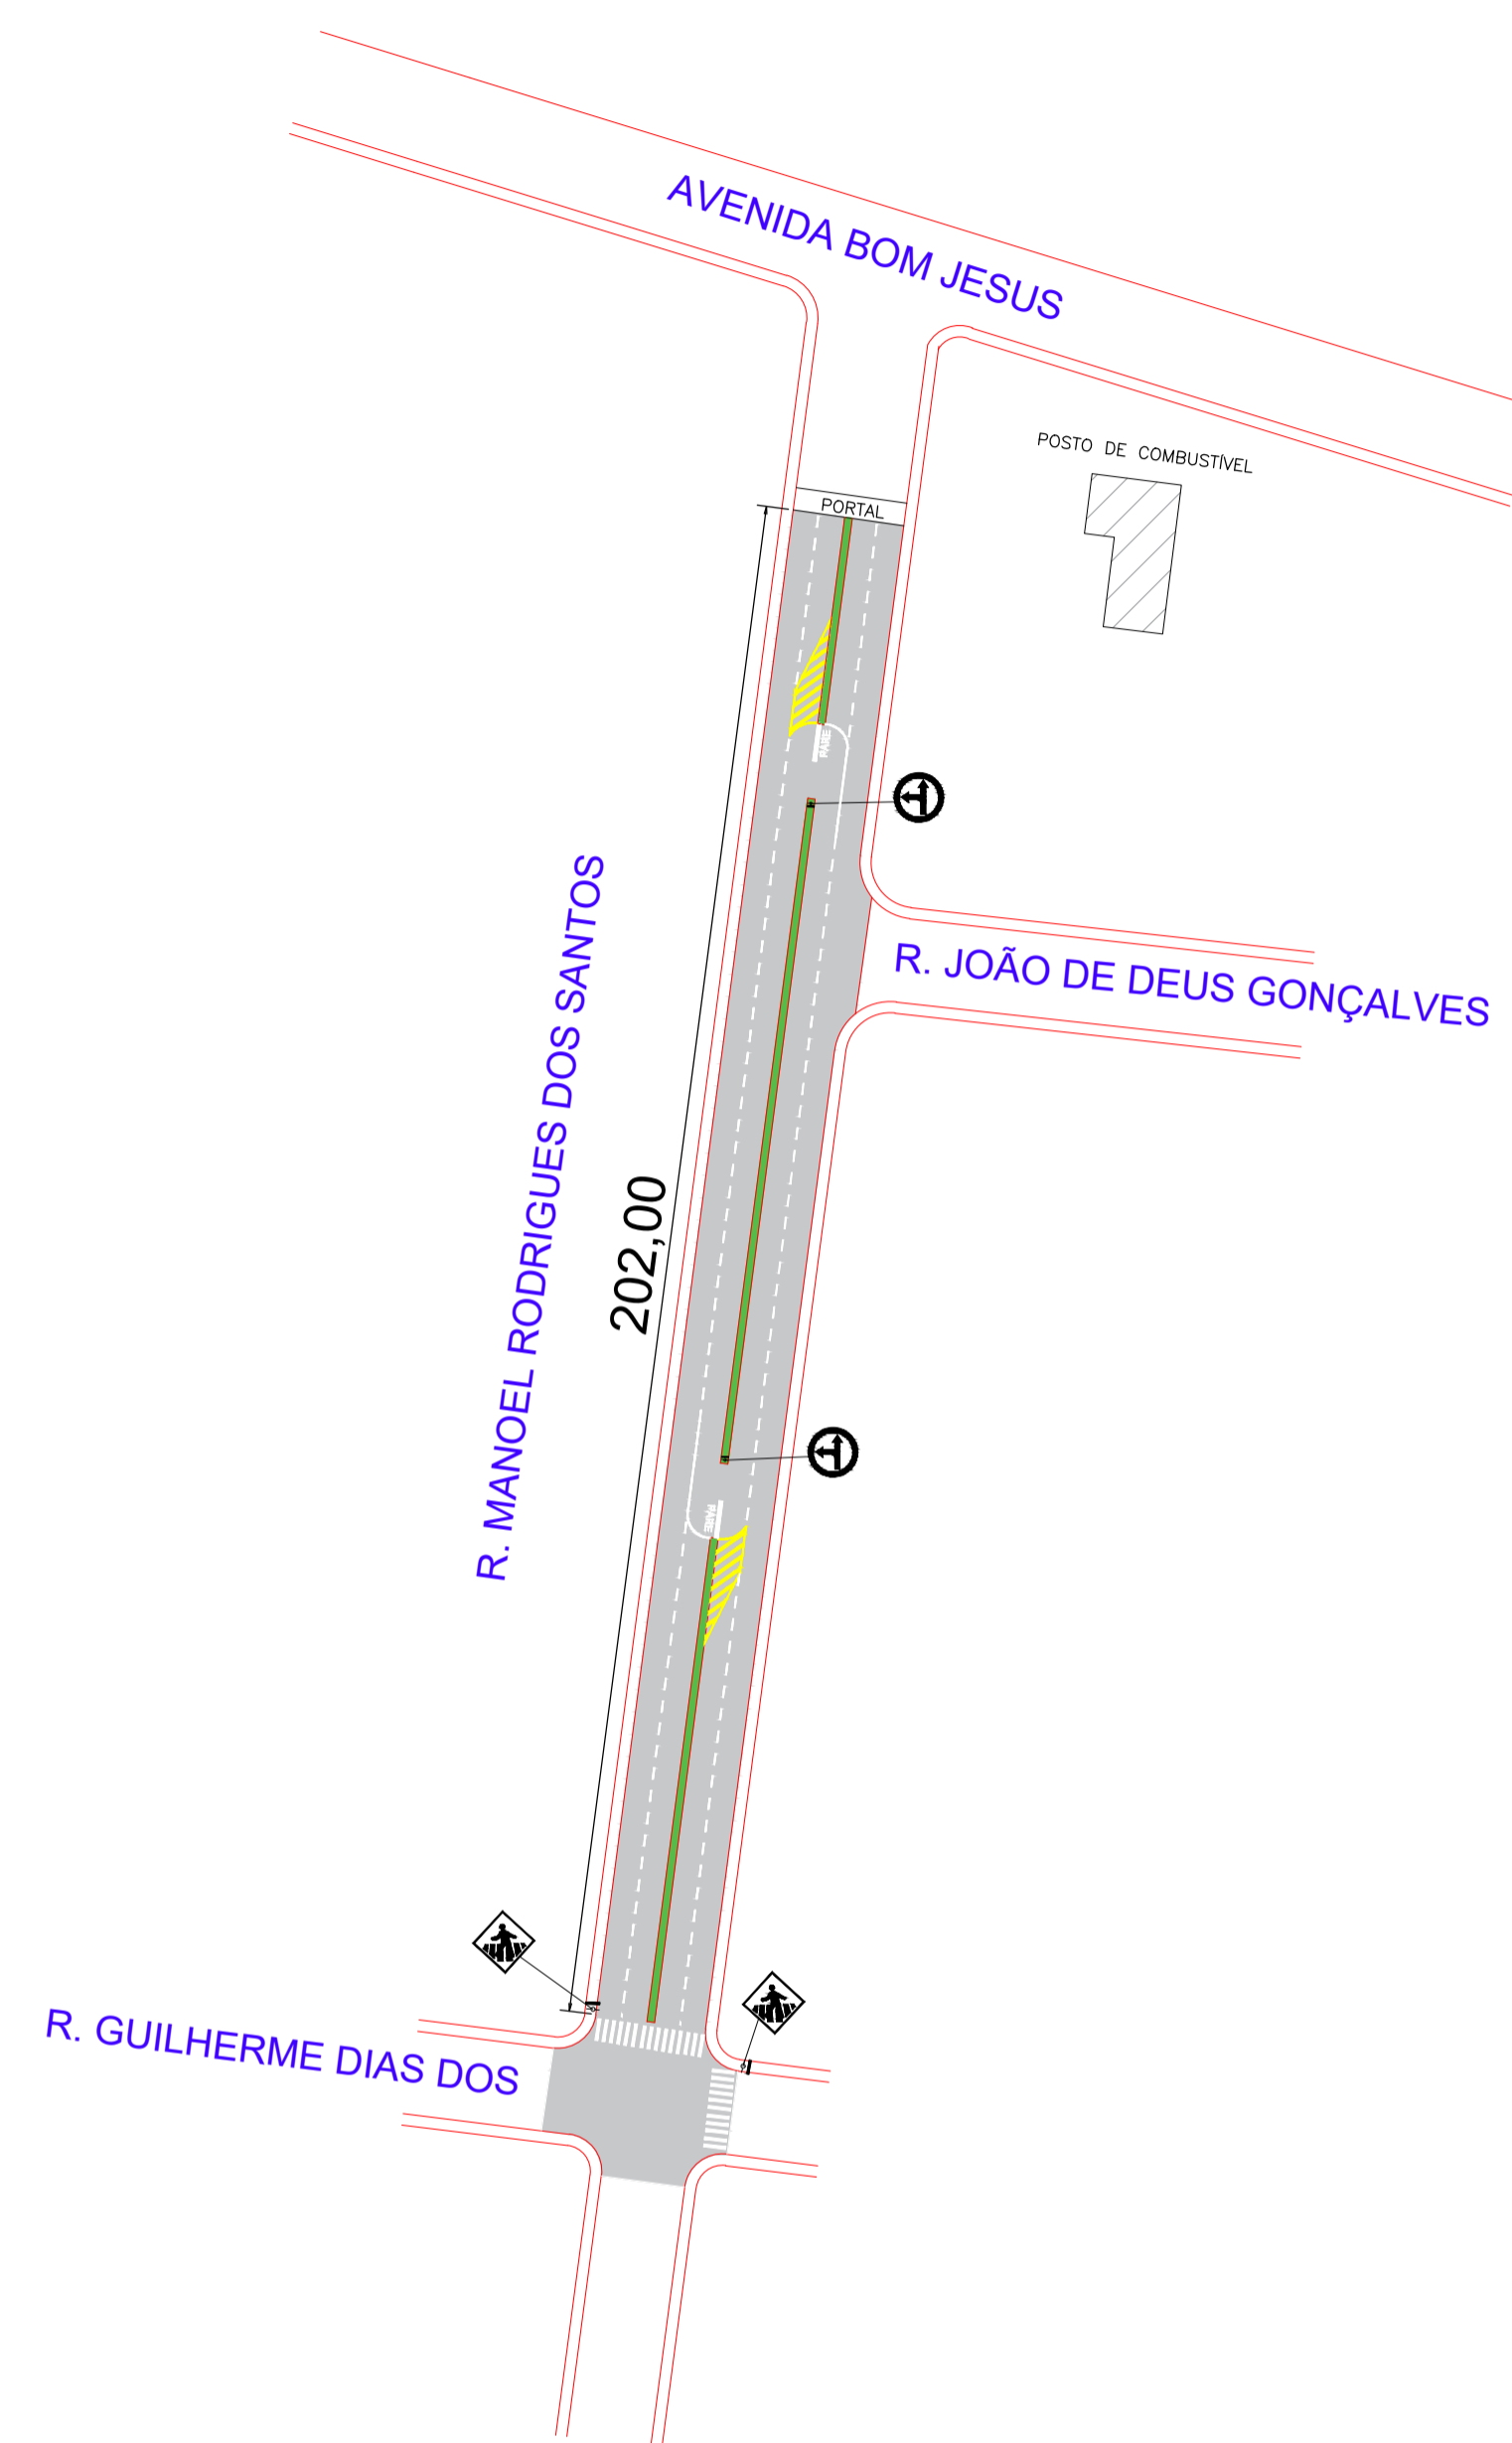 AVENIDA BOM JESUS
POSTO DE COMBUSTÍVEL
PORTAL
PARE
R. JOÃO DE DEUS GONÇALVES
R. MANOEL RODRIGUES DOS SANTOS
202,00
PARE
R. GUILHERME DIAS DOS